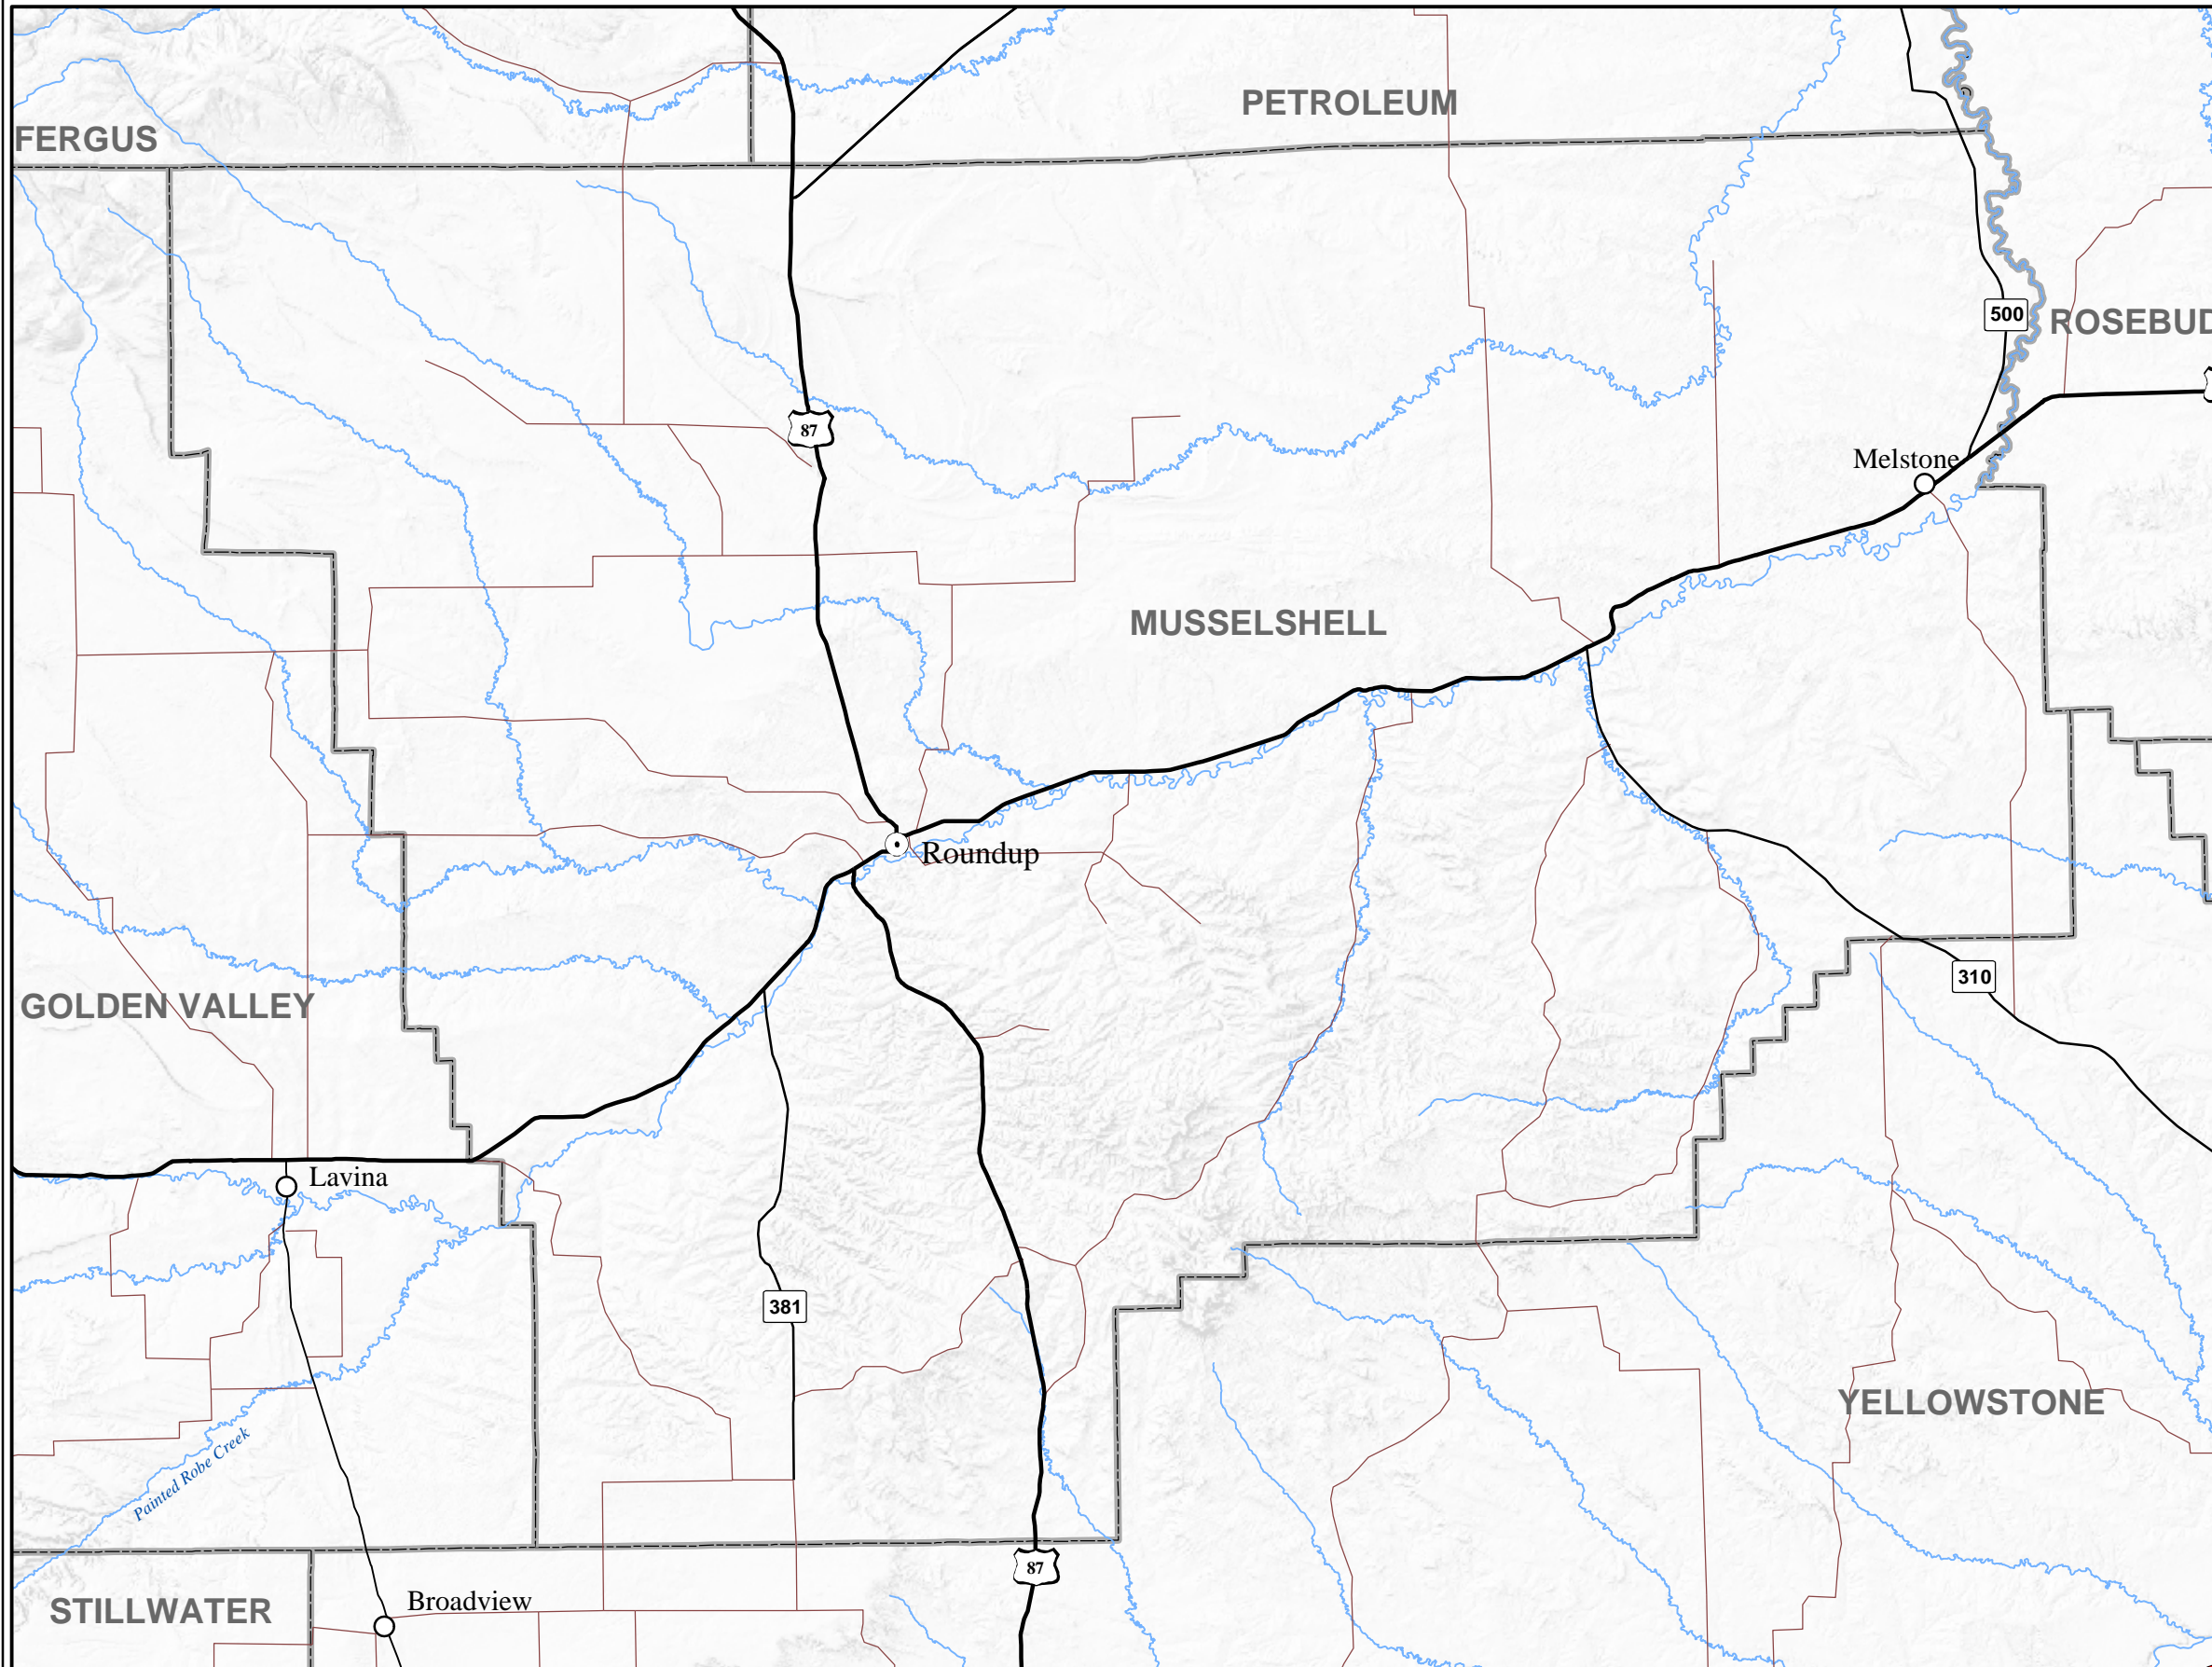 PETROLEUM
FERGUS
500
ROSEBUD
87
Melstone
MUSSELSHELL
Roundup
310
GOLDEN VALLEY
Lavina
381
YELLOWSTONE
Painted Robe Creek
87
STILLWATER
Broadview